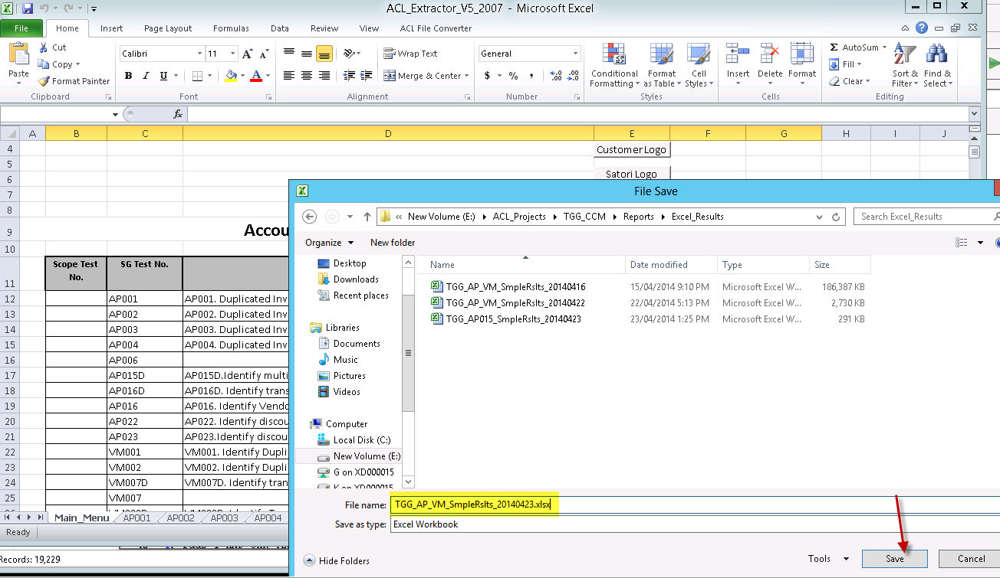 ACL_Extractor_V5_2007 - Microsoft Excel
File Home Insert Page Layout Formulas Data Review View ACL File Converter
Cut
Copy
Format Painter
Paste
Clipboard
Calibri 11
B I U
Font
Wrap Text
Merge & Center
Alignment
General
$ % ,
Number
Conditional Formatting
Format as Table
Cell Styles
Styles
Insert Delete Format
Cells
AutoSum
Fill
Clear
Sort & Filter
Find & Select
Editing
fx
A B C D E F G H I J
4 Customer Logo
5
6 Satori Logo
7
8
9 Accou
10
11 Scope Test No. SG Test No.
12 AP001 AP001. Duplicated Inv
13 AP002 AP002. Duplicated Inv
14 AP003 AP003. Duplicated Inv
15 AP004 AP004. Duplicated Inv
16 AP006
17 AP015D AP015D.Identify multi
18 AP016D AP016D. Identify trans
19 AP016 AP016. Identify Vendo
20 AP022 AP022. Identify discou
21 AP023 AP023.Identify discou
22 VM001 VM001. Identify Dupli
23 VM002 VM002. Identify Dupli
24 VM007D VM007D. Identify tran
25 VM007
Main_Menu AP001 AP002 AP003 AP004
Ready
Records: 19,229
File Save
« New Volume (E:) ACL_Projects TGG_CCM Reports Excel_Results
Search Excel_Results
Organize New folder
Desktop
Downloads
Recent places
Libraries
Documents
Music
Pictures
Videos
Computer
Local Disk (C:)
New Volume (E:)
G on XD000015
K on XD000015
Name Date modified Type Size
TGG_AP_VM_SmpleRslts_20140416 15/04/2014 9:10 PM Microsoft Excel W... 186,387 KB
TGG_AP_VM_SmpleRslts_20140422 22/04/2014 5:13 PM Microsoft Excel W... 2,730 KB
TGG_AP015_SmpleRslts_20140423 23/04/2014 1:25 PM Microsoft Excel W... 291 KB
File name: TGG_AP_VM_SmpleRslts_20140423.xlsx
Save as type: Excel Workbook
Hide Folders
Tools Save Cancel